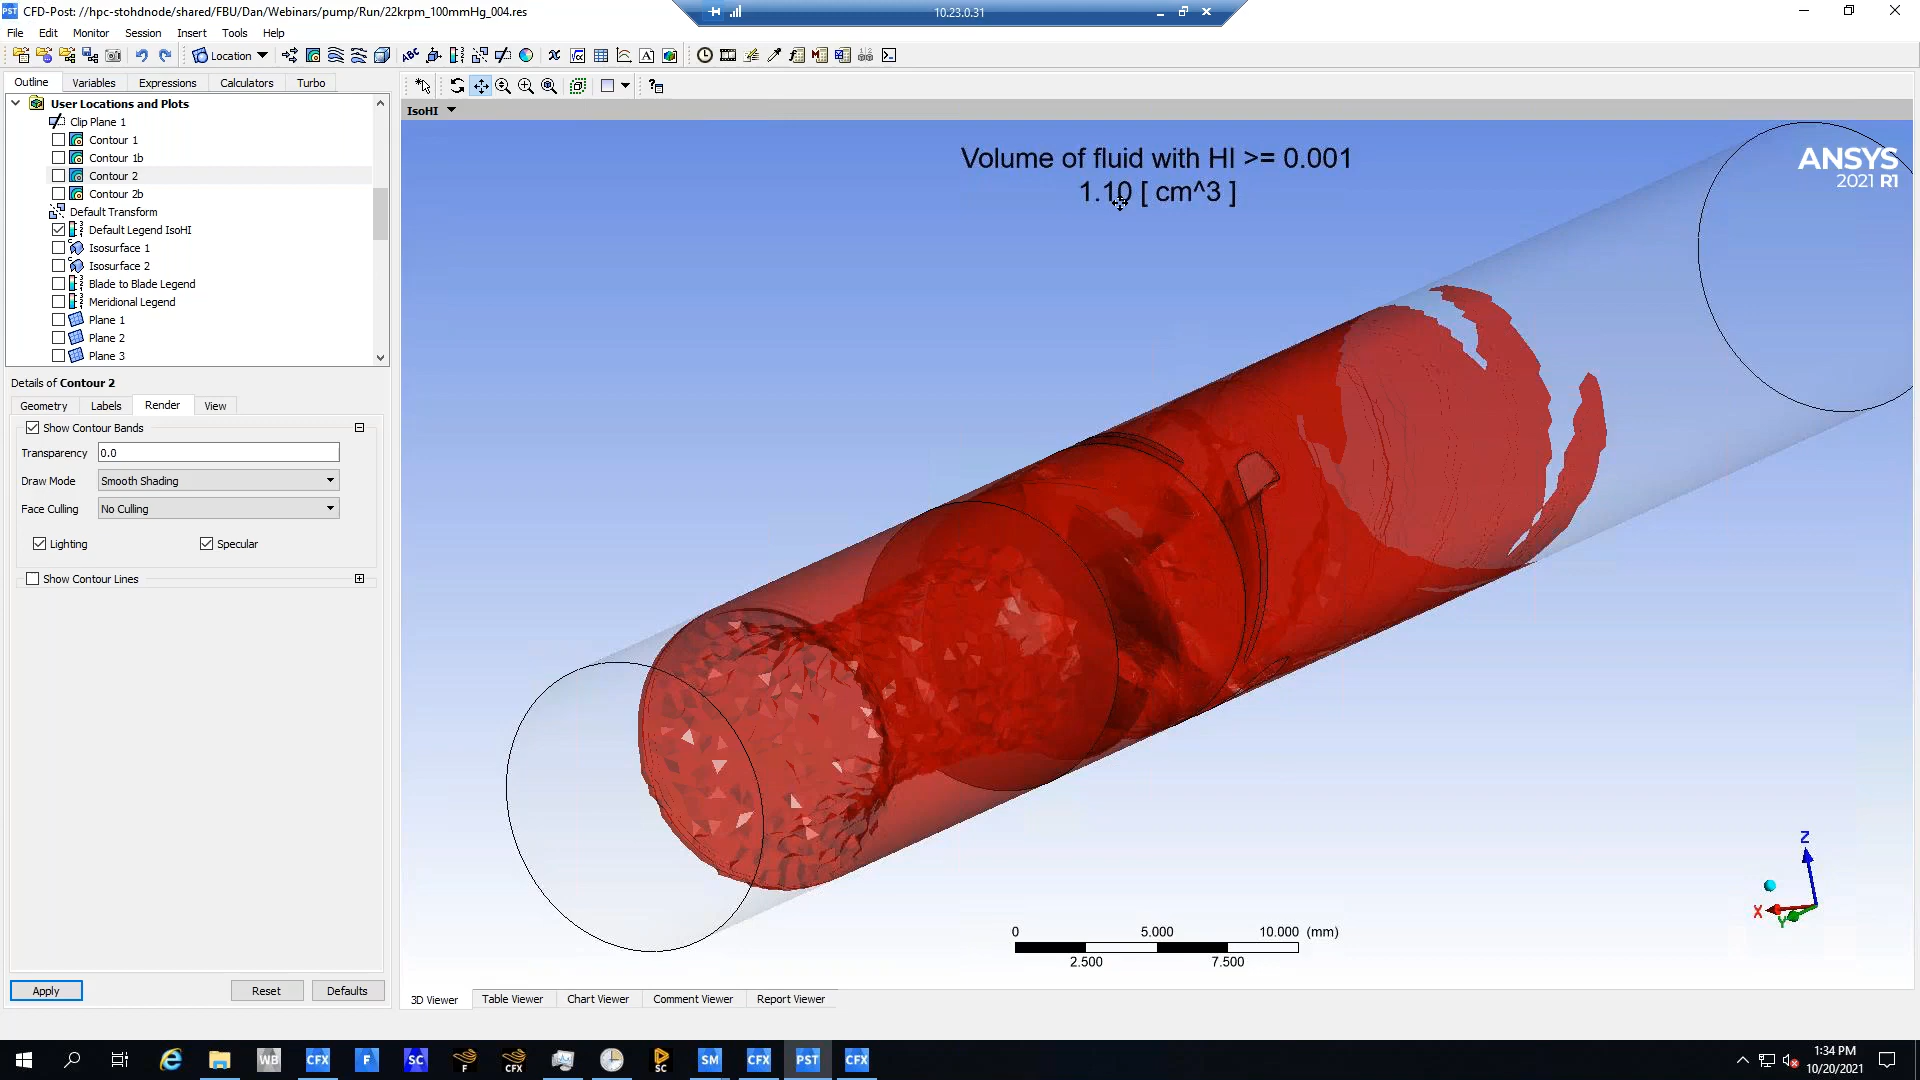 CFD-Post: //hpc-stohdnode/shared/FBU/Dan/Webinars/pump/Run/22krpm_100mmHg_004.res
10.23.0.31
File Edit Monitor Session Insert Tools Help
Location
Outline Variables Expressions Calculators Turbo
User Locations and Plots
Clip Plane 1
Contour 1
Contour 1b
Contour 2
Contour 2b
Default Transform
Default Legend IsoHI
Isosurface 1
Isosurface 2
Blade to Blade Legend
Meridional Legend
Plane 1
Plane 2
Plane 3
Details of Contour 2
Geometry Labels Render View
Show Contour Bands
Transparency 0.0
Draw Mode Smooth Shading
Face Culling No Culling
Lighting Specular
Show Contour Lines
Apply Reset Defaults
IsoHI
Volume of fluid with HI >= 0.001
1.10 [ cm^3 ]
ANSYS
2021 R1
Z
X
Y
0 5.000 10.000 (mm)
2.500 7.500
3D Viewer Table Viewer Chart Viewer Comment Viewer Report Viewer
WB CFX F SC F CFX SC SM CFX PST CFX
1:34 PM
10/20/2021